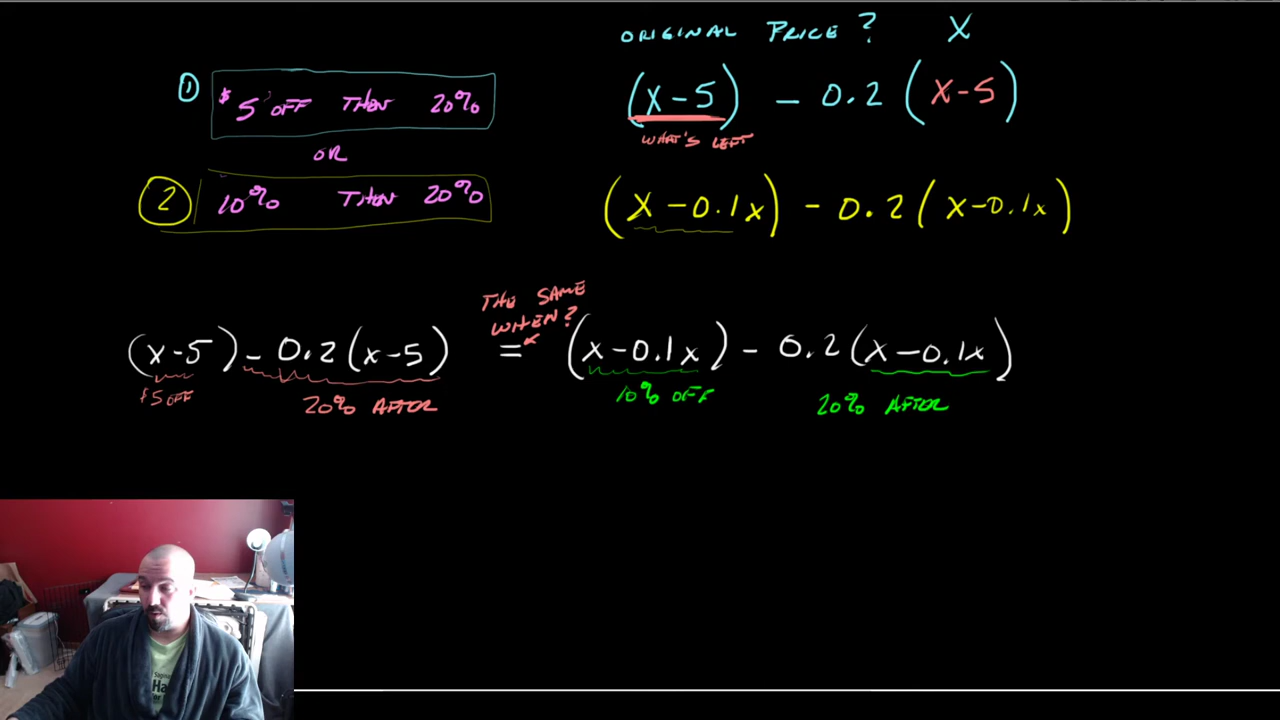 ORIGINAL PRICE? X
① $5 OFF THEN 20%
(X-5) - 0.2(X-5)
WHAT'S LEFT
OR
② 10% THEN 20%
(X-0.1x) - 0.2(X-0.1x)
THE SAME
WHEN?
(x-5) - 0.2(x-5) = (x-0.1x) - 0.2(x-0.1x)
$5 OFF 20% AFTER 10% OFF 20% AFTER